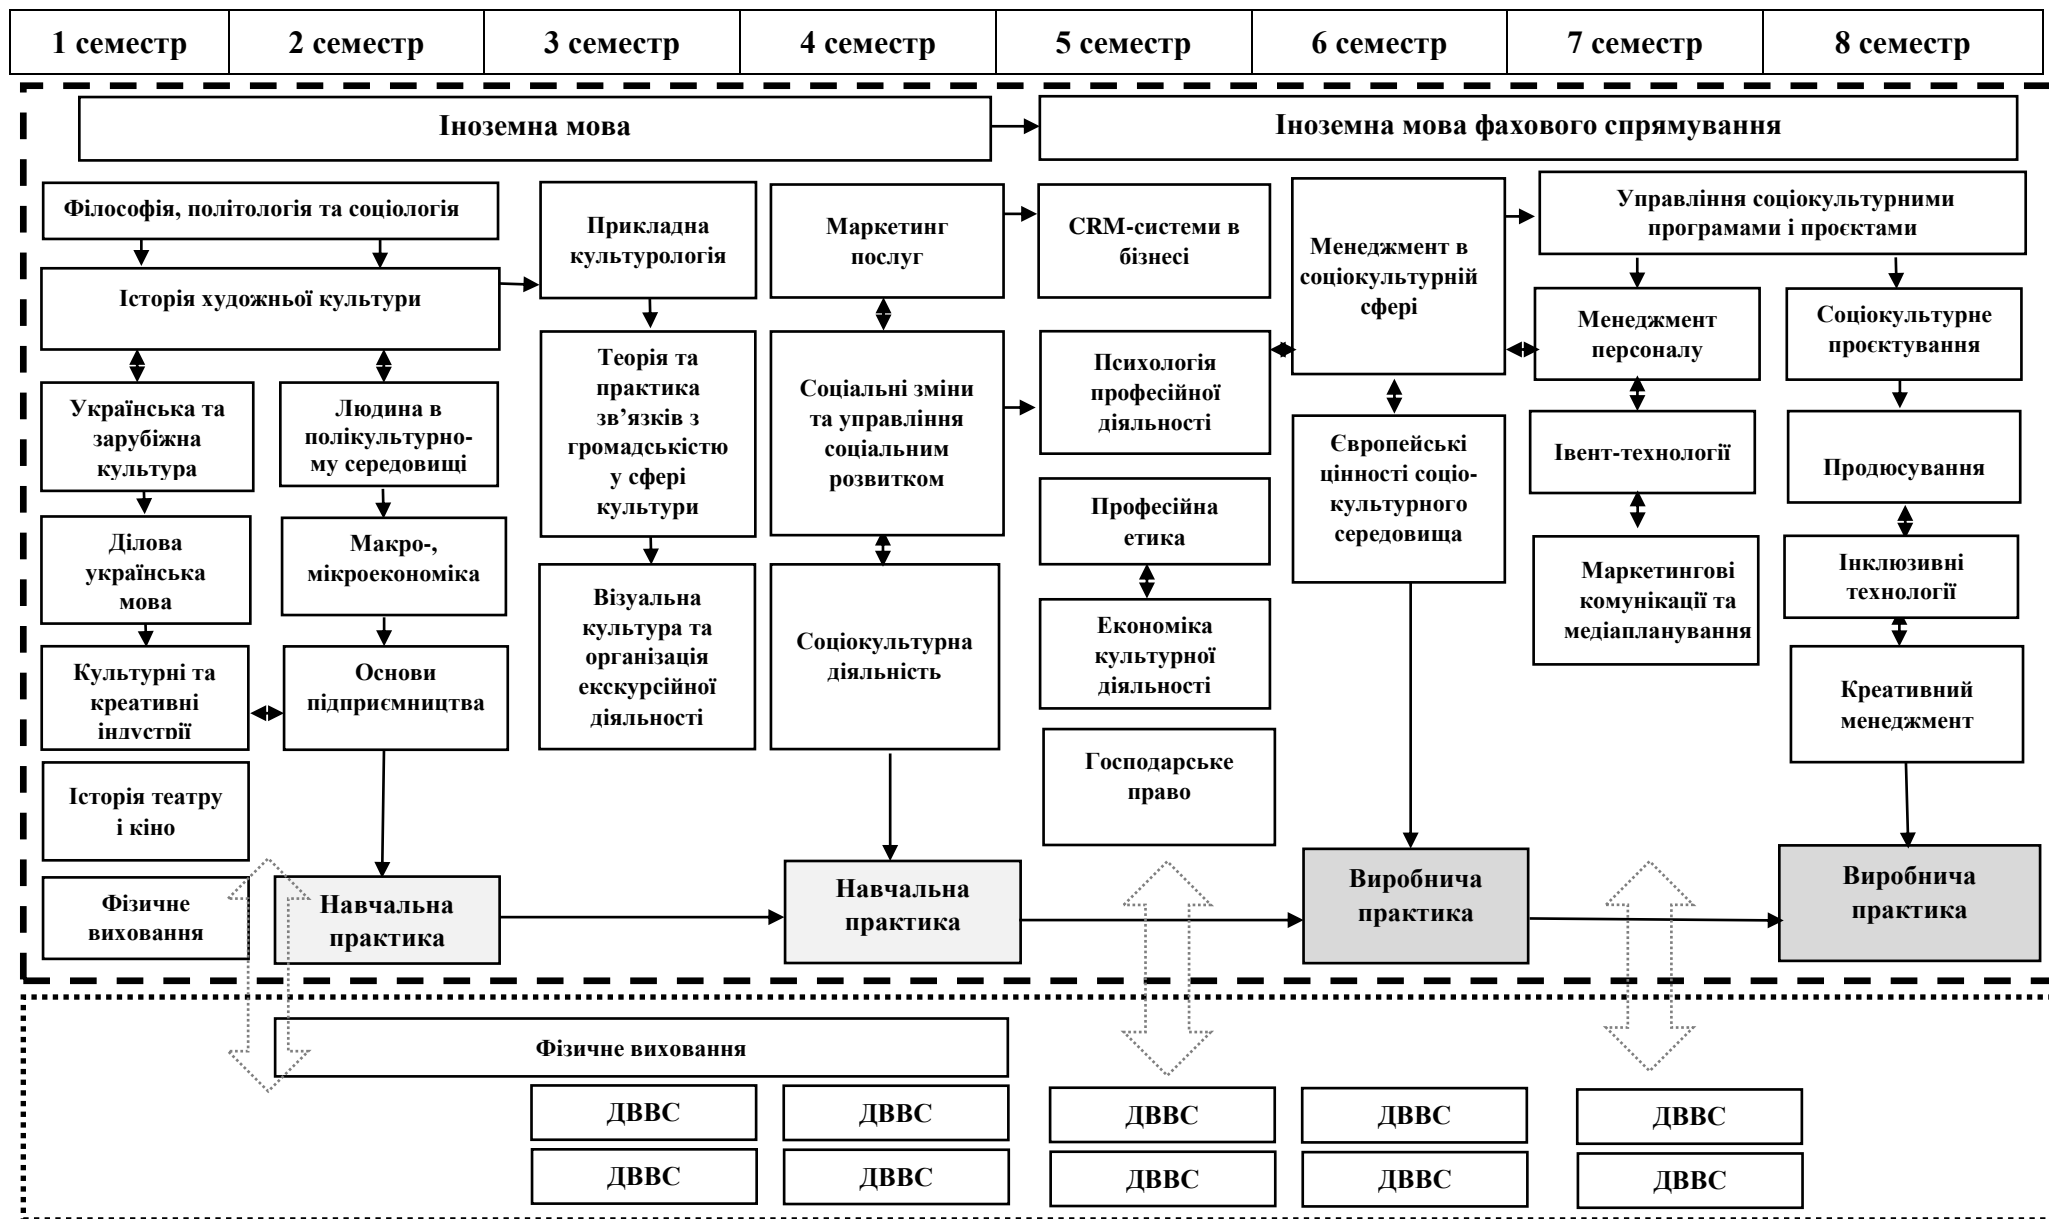 1 семестр
2 семестр
3 семестр
4 семестр
5 семестр
6 семестр
7 семестр
8 семестр
Іноземна мова
Іноземна мова фахового спрямування
Філософія, політологія та соціологія
Історія художньої культури
Українська та
зарубіжна
культура
Ділова
українська
мова
Культурні та
креативні
індустрії
Історія театру
і кіно
Фізичне
виховання
Людина в
полікультурно-
му середовищі
Макро-,
мікроекономіка
Основи
підприємництва
Навчальна
практика
Прикладна
культурологія
Теорія та
практика
зв’язків з
громадськістю
у сфері
культури
Візуальна
культура та
організація
екскурсійної
діяльності
Маркетинг
послуг
Соціальні зміни
та управління
соціальним
розвитком
Соціокультурна
діяльність
Навчальна
практика
CRM-системи в
бізнесі
Психологія
професійної
діяльності
Професійна
етика
Економіка
культурної
діяльності
Господарське
право
Менеджмент в
соціокультурній
сфері
Європейські
цінності соціо-
культурного
середовища
Виробнича
практика
Управління соціокультурними
програмами і проєктами
Менеджмент
персоналу
Івент-технології
Маркетингові
комунікації та
медіапланування
Соціокультурне
проєктування
Продюсування
Інклюзивні
технології
Креативний
менеджмент
Виробнича
практика
Фізичне виховання
ДВВС
ДВВС
ДВВС
ДВВС
ДВВС
ДВВС
ДВВС
ДВВС
ДВВС
ДВВС